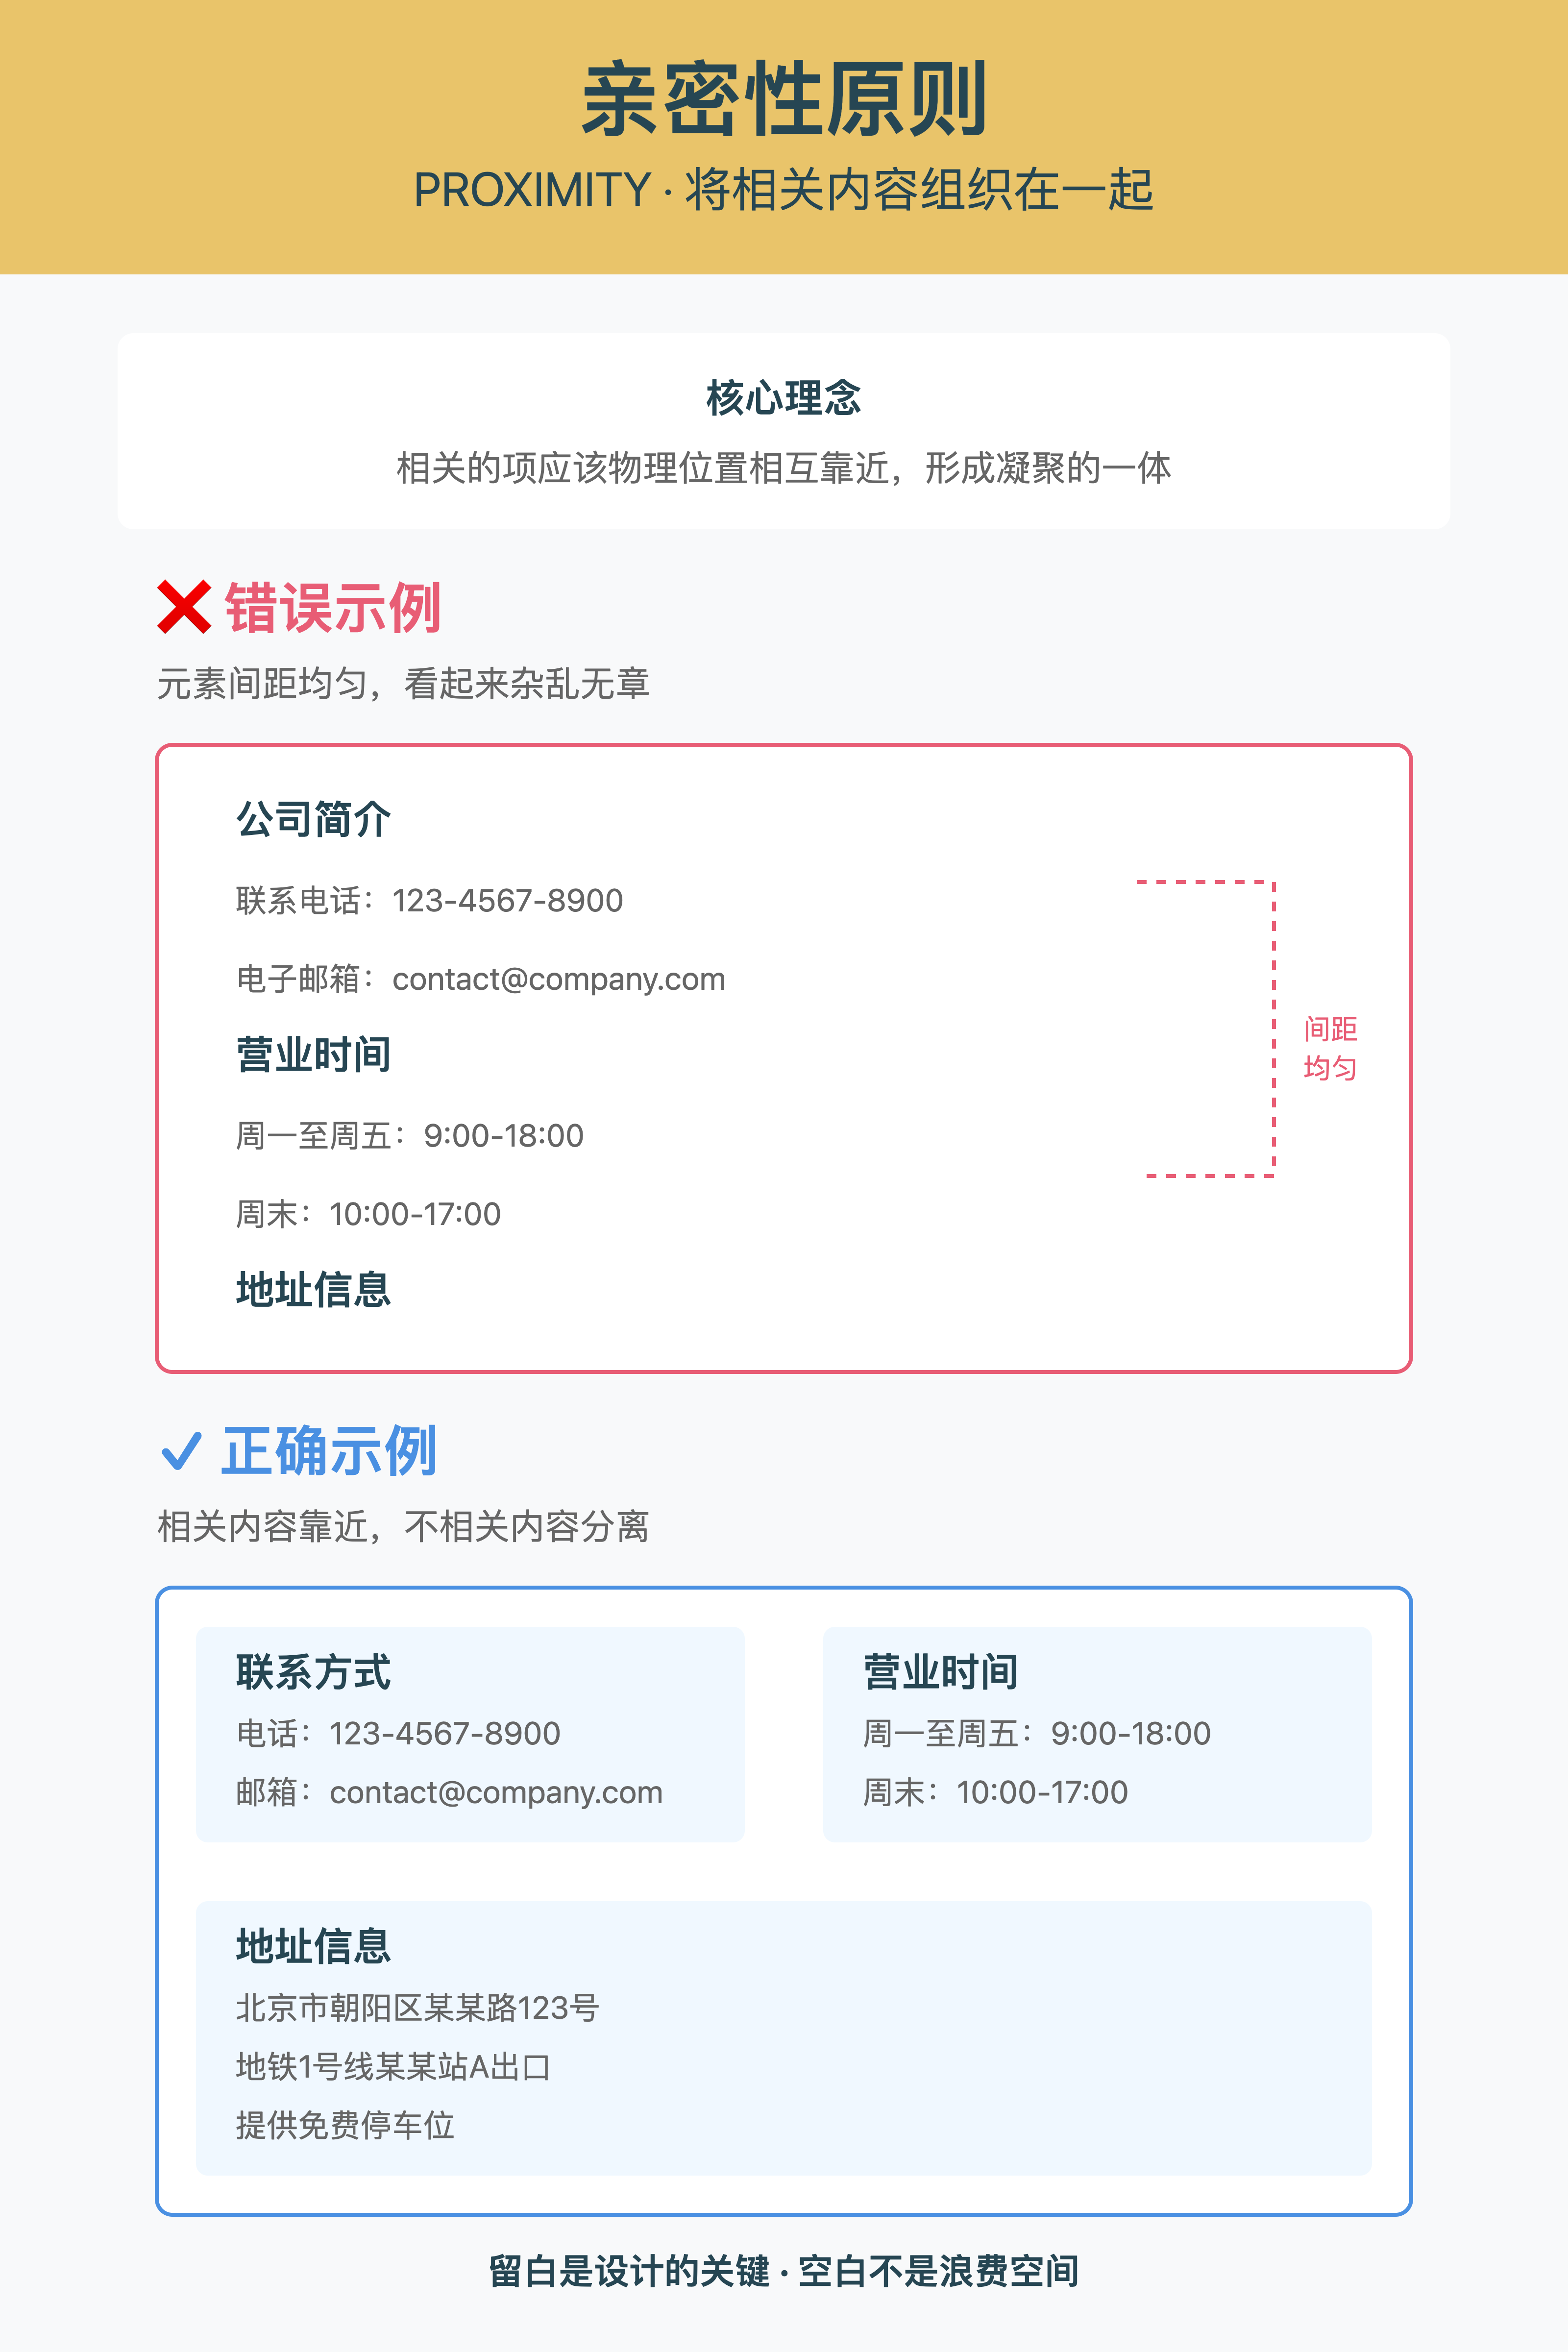 亲密性原则
PROXIMITY · 将相关内容组织在一起
核心理念
相关的项应该物理位置相互靠近，形成凝聚的一体
❌ 错误示例
元素间距均匀，看起来杂乱无章
公司简介
联系电话：123-4567-8900
电子邮箱：contact@company.com
营业时间
周一至周五：9:00-18:00
周末：10:00-17:00
地址信息
间距
均匀
✓ 正确示例
相关内容靠近，不相关内容分离
联系方式
电话：123-4567-8900
邮箱：contact@company.com
营业时间
周一至周五：9:00-18:00
周末：10:00-17:00
地址信息
北京市朝阳区某某路123号
地铁1号线某某站A出口
提供免费停车位
留白是设计的关键 · 空白不是浪费空间